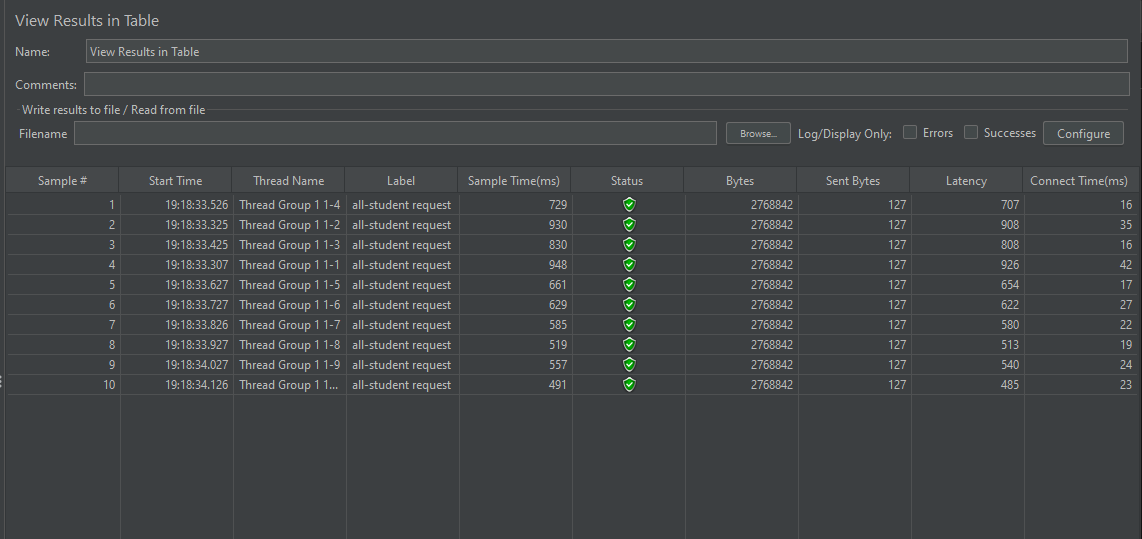 View Results in Table
Name: View Results in Table
Comments:
Write results to file / Read from file
Filename Browse... Log/Display Only: Errors Successes Configure
Sample # Start Time Thread Name Label Sample Time(ms) Status Bytes Sent Bytes Latency Connect Time(ms)
1 19:18:33.526 Thread Group 1 1-4 all-student request 729 2768842 127 707 16
2 19:18:33.325 Thread Group 1 1-2 all-student request 930 2768842 127 908 35
3 19:18:33.425 Thread Group 1 1-3 all-student request 830 2768842 127 808 16
4 19:18:33.307 Thread Group 1 1-1 all-student request 948 2768842 127 926 42
5 19:18:33.627 Thread Group 1 1-5 all-student request 661 2768842 127 654 17
6 19:18:33.727 Thread Group 1 1-6 all-student request 629 2768842 127 622 27
7 19:18:33.826 Thread Group 1 1-7 all-student request 585 2768842 127 580 22
8 19:18:33.927 Thread Group 1 1-8 all-student request 519 2768842 127 513 19
9 19:18:34.027 Thread Group 1 1-9 all-student request 557 2768842 127 540 24
10 19:18:34.126 Thread Group 1 1... all-student request 491 2768842 127 485 23